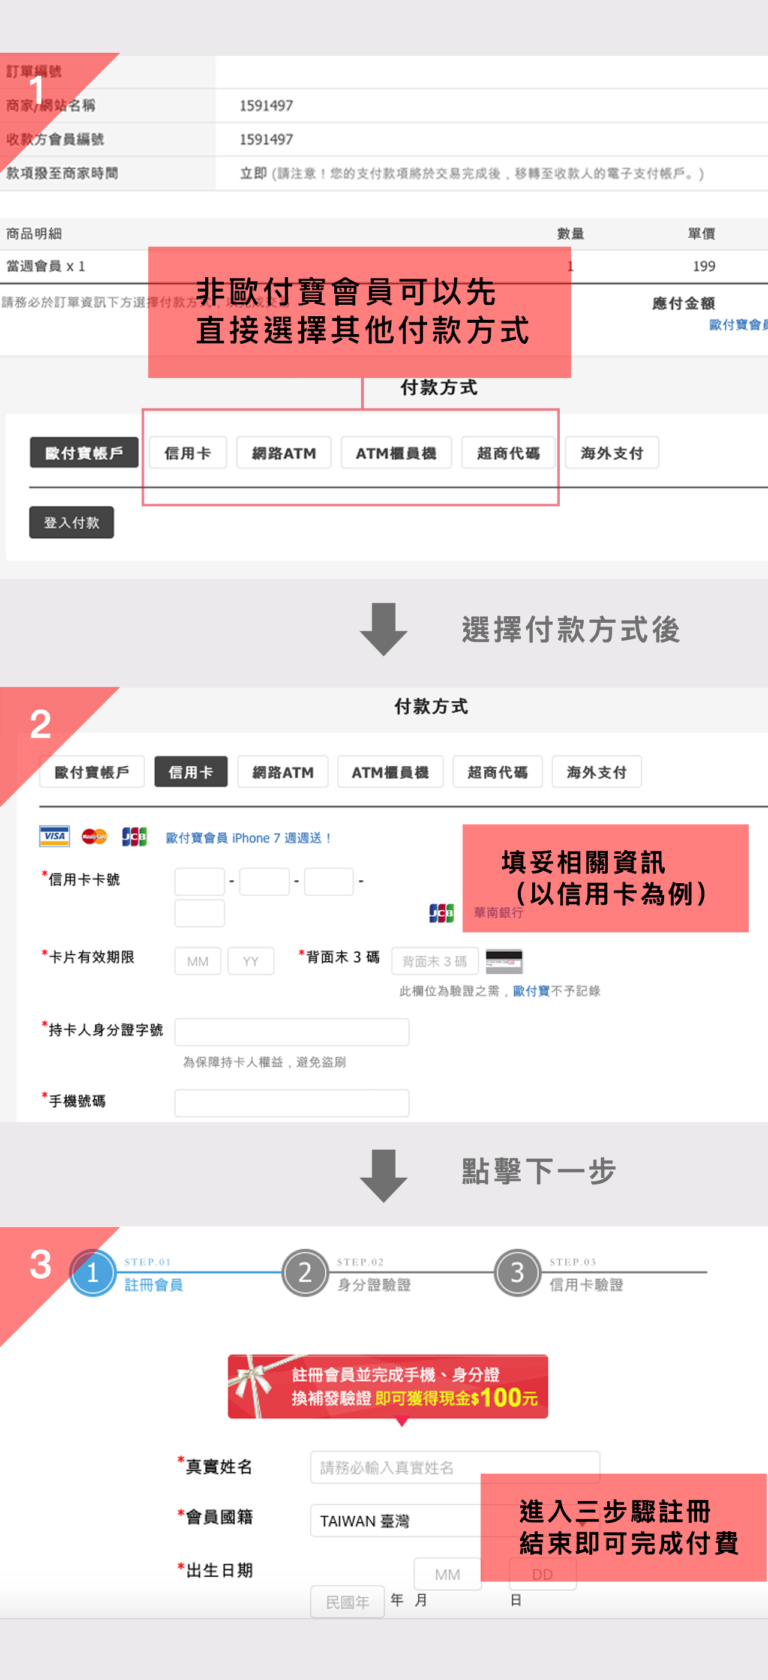 1
訂單編號
商家/網站名稱 1591497
收款方會員編號 1591497
款項撥至商家時間 立即 (請注意！您的支付款項將於交易完成後，移轉至收款人的電子支付帳戶。)
商品明細 數量 單價
當週會員 x 1 1 199
請務必於訂單資訊下方選擇付款方式，以完成交易
應付金額
歐付寶會員
非歐付寶會員可以先
直接選擇其他付款方式
付款方式
歐付寶帳戶 信用卡 網路ATM ATM櫃員機 超商代碼 海外支付
登入付款
選擇付款方式後
2
付款方式
歐付寶帳戶 信用卡 網路ATM ATM櫃員機 超商代碼 海外支付
VISA MasterCard JCB 歐付寶會員 iPhone 7 週週送！
填妥相關資訊
（以信用卡為例）
*信用卡卡號 - - -
JCB 華南銀行
*卡片有效期限 MM YY *背面末 3 碼 背面末 3 碼
此欄位為驗證之需，歐付寶不予記錄
*持卡人身分證字號
為保障持卡人權益，避免盜刷
*手機號碼
點擊下一步
3
1 STEP.01 註冊會員
2 STEP.02 身分證驗證
3 STEP.03 信用卡驗證
註冊會員並完成手機、身分證
換補發驗證 即可獲得現金$100元
*真實姓名 請務必輸入真實姓名
*會員國籍 TAIWAN 臺灣
進入三步驟註冊
結束即可完成付費
*出生日期 MM DD
民國年 年 月 日